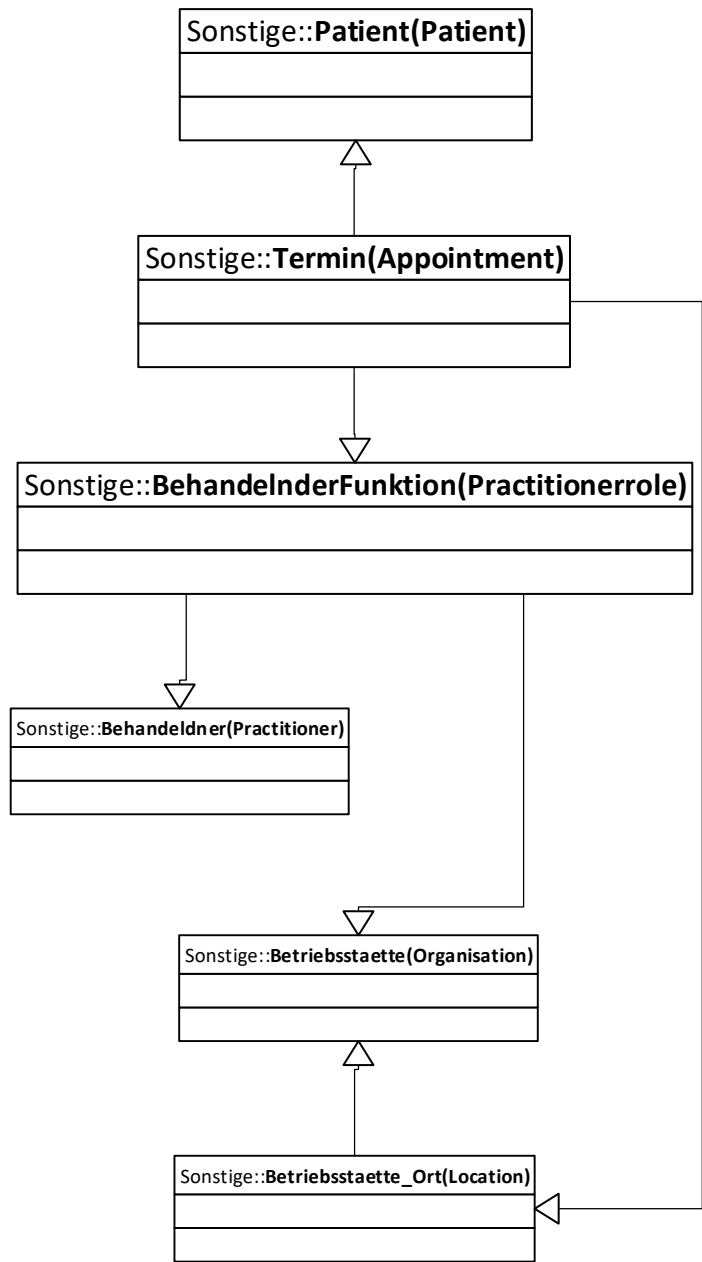 Sonstige::Patient(Patient)
Sonstige::Termin(Appointment)
Sonstige::BehandelnderFunktion(Practitionerrole)
Sonstige::Behandeldner(Practitioner)
Sonstige::Betriebsstaette(Organisation)
Sonstige::Betriebsstaette_Ort(Location)